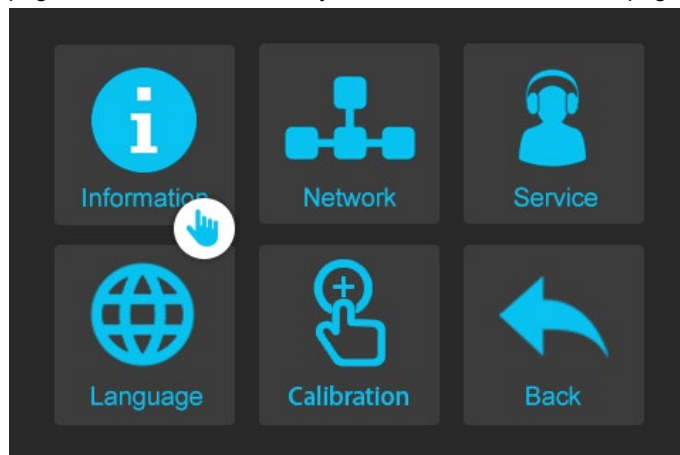 Information
Network
Service
Language
Calibration
Back